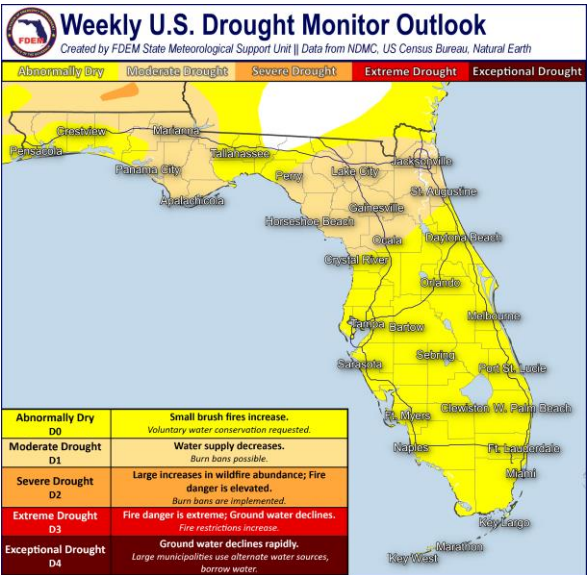 FDEM
Weekly U.S. Drought Monitor Outlook
Created by FDEM State Meteorological Support Unit || Data from NDMC, US Census Bureau, Natural Earth
Abnormally Dry Moderate Drought Severe Drought Extreme Drought Exceptional Drought
Crestview
Marianna
Pensacola
Tallahassee
Jacksonville
Panama City
Perry
Lake City
St. Augustine
Apalachicola
Gainesville
Horseshoe Beach
Ocala
Daytona Beach
Crystal River
Orlando
Melbourne
Tampa
Bartow
Sebring
Sarasota
Port St. Lucie
Ft. Myers
Clewiston
W. Palm Beach
Naples
Ft. Lauderdale
Miami
Key Largo
Marathon
Key West
Abnormally Dry
D0
Small brush fires increase.
Voluntary water conservation requested.
Moderate Drought
D1
Water supply decreases.
Burn bans possible.
Severe Drought
D2
Large increases in wildfire abundance; Fire
danger is elevated.
Burn bans are implemented.
Extreme Drought
D3
Fire danger is extreme; Ground water declines.
Fire restrictions increase.
Exceptional Drought
D4
Ground water declines rapidly.
Large municipalities use alternate water sources,
borrow water.